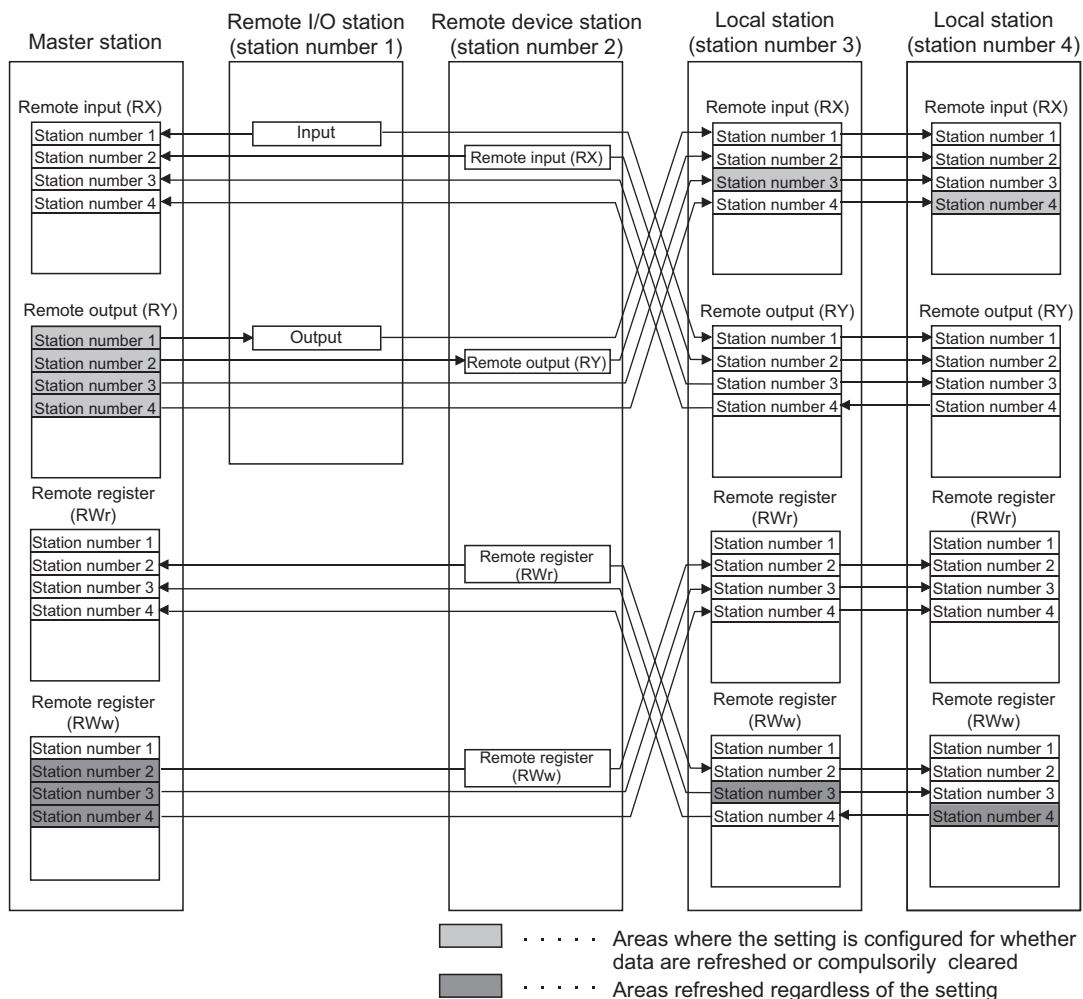 Master station
Remote I/O station
(station number 1)
Remote device station
(station number 2)
Local station
(station number 3)
Local station
(station number 4)
Remote input (RX)
Station number 1
Station number 2
Station number 3
Station number 4
Input
Remote input (RX)
Remote input (RX)
Station number 1
Station number 2
Station number 3
Station number 4
Remote input (RX)
Station number 1
Station number 2
Station number 3
Station number 4
Remote output (RY)
Station number 1
Station number 2
Station number 3
Station number 4
Output
Remote output (RY)
Remote output (RY)
Station number 1
Station number 2
Station number 3
Station number 4
Remote output (RY)
Station number 1
Station number 2
Station number 3
Station number 4
Remote register
(RWr)
Station number 1
Station number 2
Station number 3
Station number 4
Remote register
(RWr)
Remote register
(RWr)
Station number 1
Station number 2
Station number 3
Station number 4
Remote register
(RWr)
Station number 1
Station number 2
Station number 3
Station number 4
Remote register
(RWw)
Station number 1
Station number 2
Station number 3
Station number 4
Remote register
(RWw)
Remote register
(RWw)
Station number 1
Station number 2
Station number 3
Station number 4
Remote register
(RWw)
Station number 1
Station number 2
Station number 3
Station number 4
· · · · · Areas where the setting is configured for whether
data are refreshed or compulsorily cleared
· · · · · Areas refreshed regardless of the setting